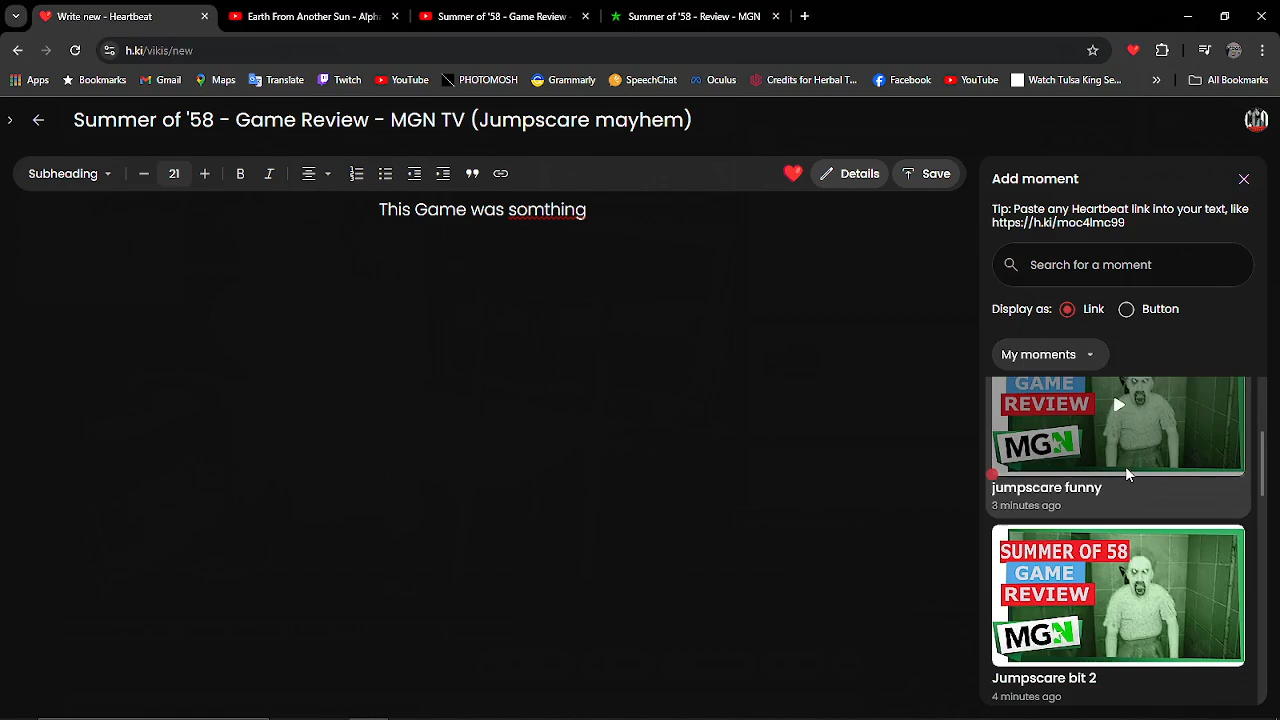 Write new - Heartbeat
Earth From Another Sun - Alpha
Summer of '58 - Game Review -
Summer of '58 - Review - MGN
h.ki/vikis/new
Apps Bookmarks Gmail Maps Translate Twitch YouTube PHOTOMOSH Grammarly SpeechChat Oculus Credits for Herbal T... Facebook YouTube Watch Tulsa King Se... All Bookmarks
Summer of '58 - Game Review - MGN TV (Jumpscare mayhem)
Subheading 21 B I Details Save
This Game was somthing
Add moment
Tip: Paste any Heartbeat link into your text, like
https://h.ki/moc4lmc99
Search for a moment
Display as: Link Button
My moments
GAME
REVIEW
MGN
jumpscare funny
3 minutes ago
SUMMER OF 58
GAME
REVIEW
MGN
Jumpscare bit 2
4 minutes ago